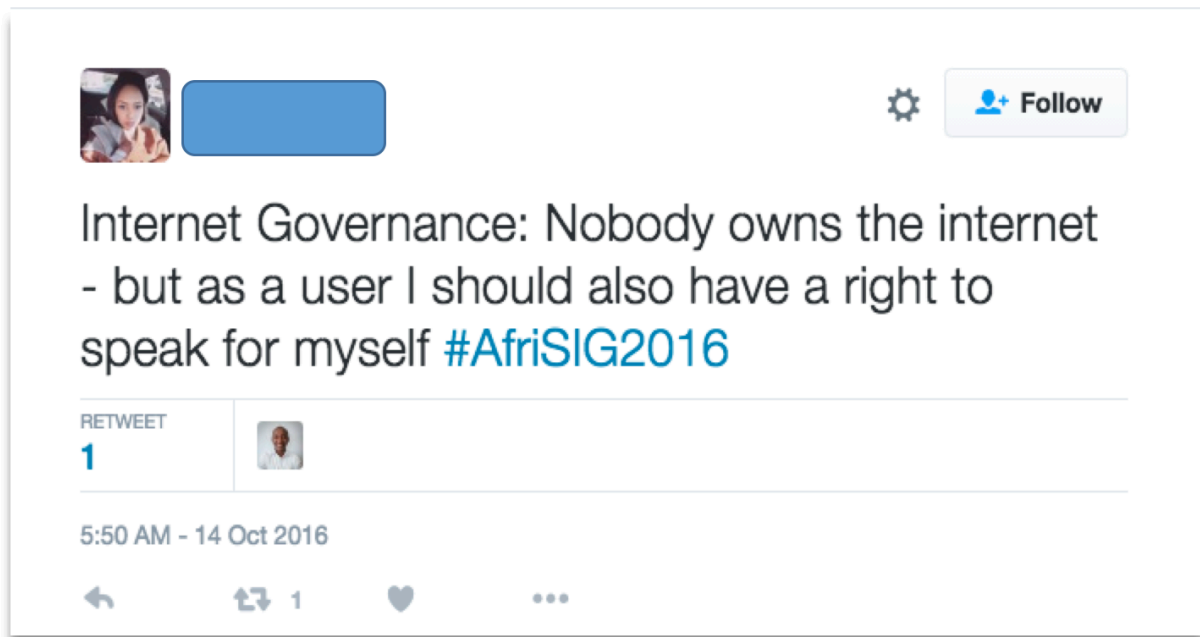 Follow
Internet Governance: Nobody owns the internet
- but as a user I should also have a right to
speak for myself #AfriSIG2016
RETWEET
1
5:50 AM - 14 Oct 2016
1